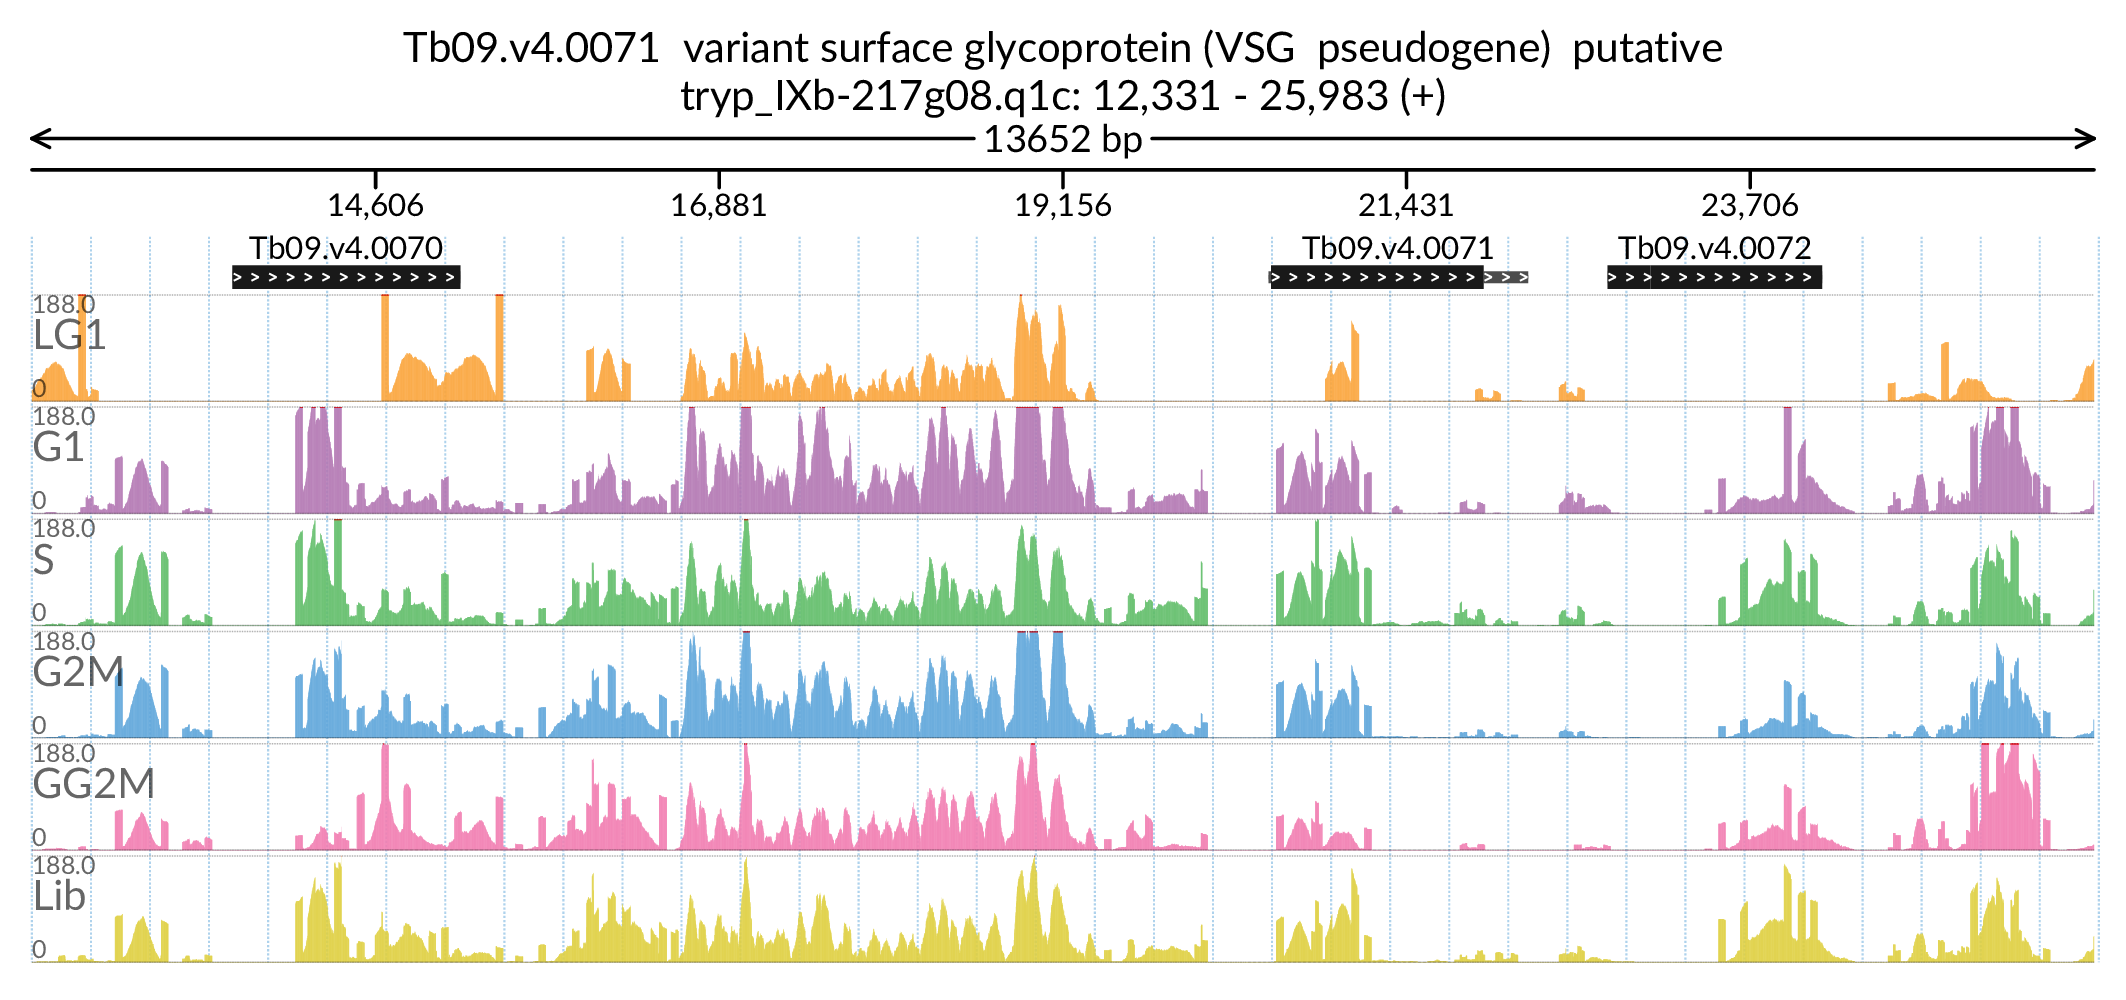 Tb09.v4.0071 variant surface glycoprotein (VSG pseudogene) putative
tryp_IXb-217g08.q1c: 12,331 - 25,983 (+)
13652 bp
14,606 16,881 19,156 21,431 23,706
Tb09.v4.0070 Tb09.v4.0071 Tb09.v4.0072
188.0
LG1
0
188.0
G1
0
188.0
S
0
188.0
G2M
0
188.0
GG2M
0
188.0
Lib
0